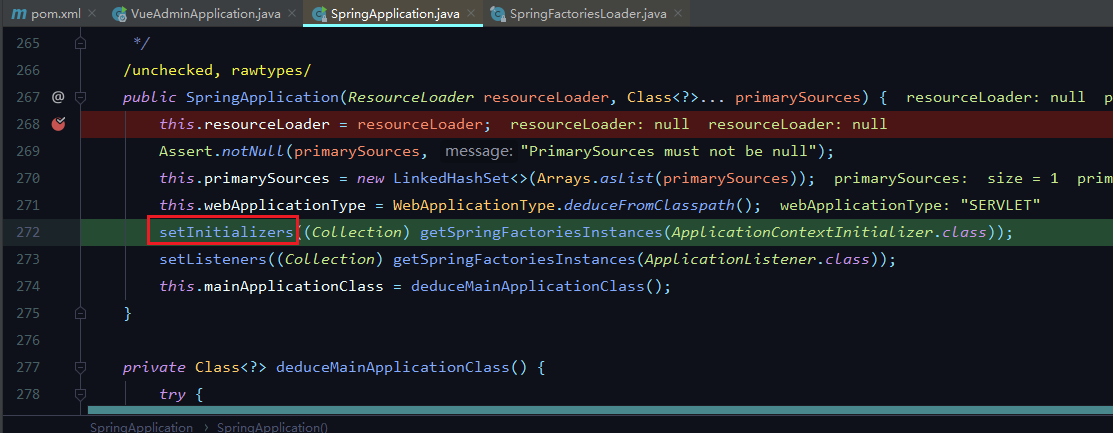 pom.xml × VueAdminApplication.java × SpringApplication.java × SpringFactoriesLoader.java ×
265 */
266 /unchecked, rawtypes/
267 @ public SpringApplication(ResourceLoader resourceLoader, Class<?>... primarySources) { resourceLoader: null p
268 this.resourceLoader = resourceLoader; resourceLoader: null resourceLoader: null
269 Assert.notNull(primarySources, message: "PrimarySources must not be null");
270 this.primarySources = new LinkedHashSet<>(Arrays.asList(primarySources)); primarySources: size = 1 prim
271 this.webApplicationType = WebApplicationType.deduceFromClasspath(); webApplicationType: "SERVLET"
272 setInitializers((Collection) getSpringFactoriesInstances(ApplicationContextInitializer.class));
273 setListeners((Collection) getSpringFactoriesInstances(ApplicationListener.class));
274 this.mainApplicationClass = deduceMainApplicationClass();
275 }
276
277 private Class<?> deduceMainApplicationClass() {
278 try {
SpringApplication › SpringApplication()